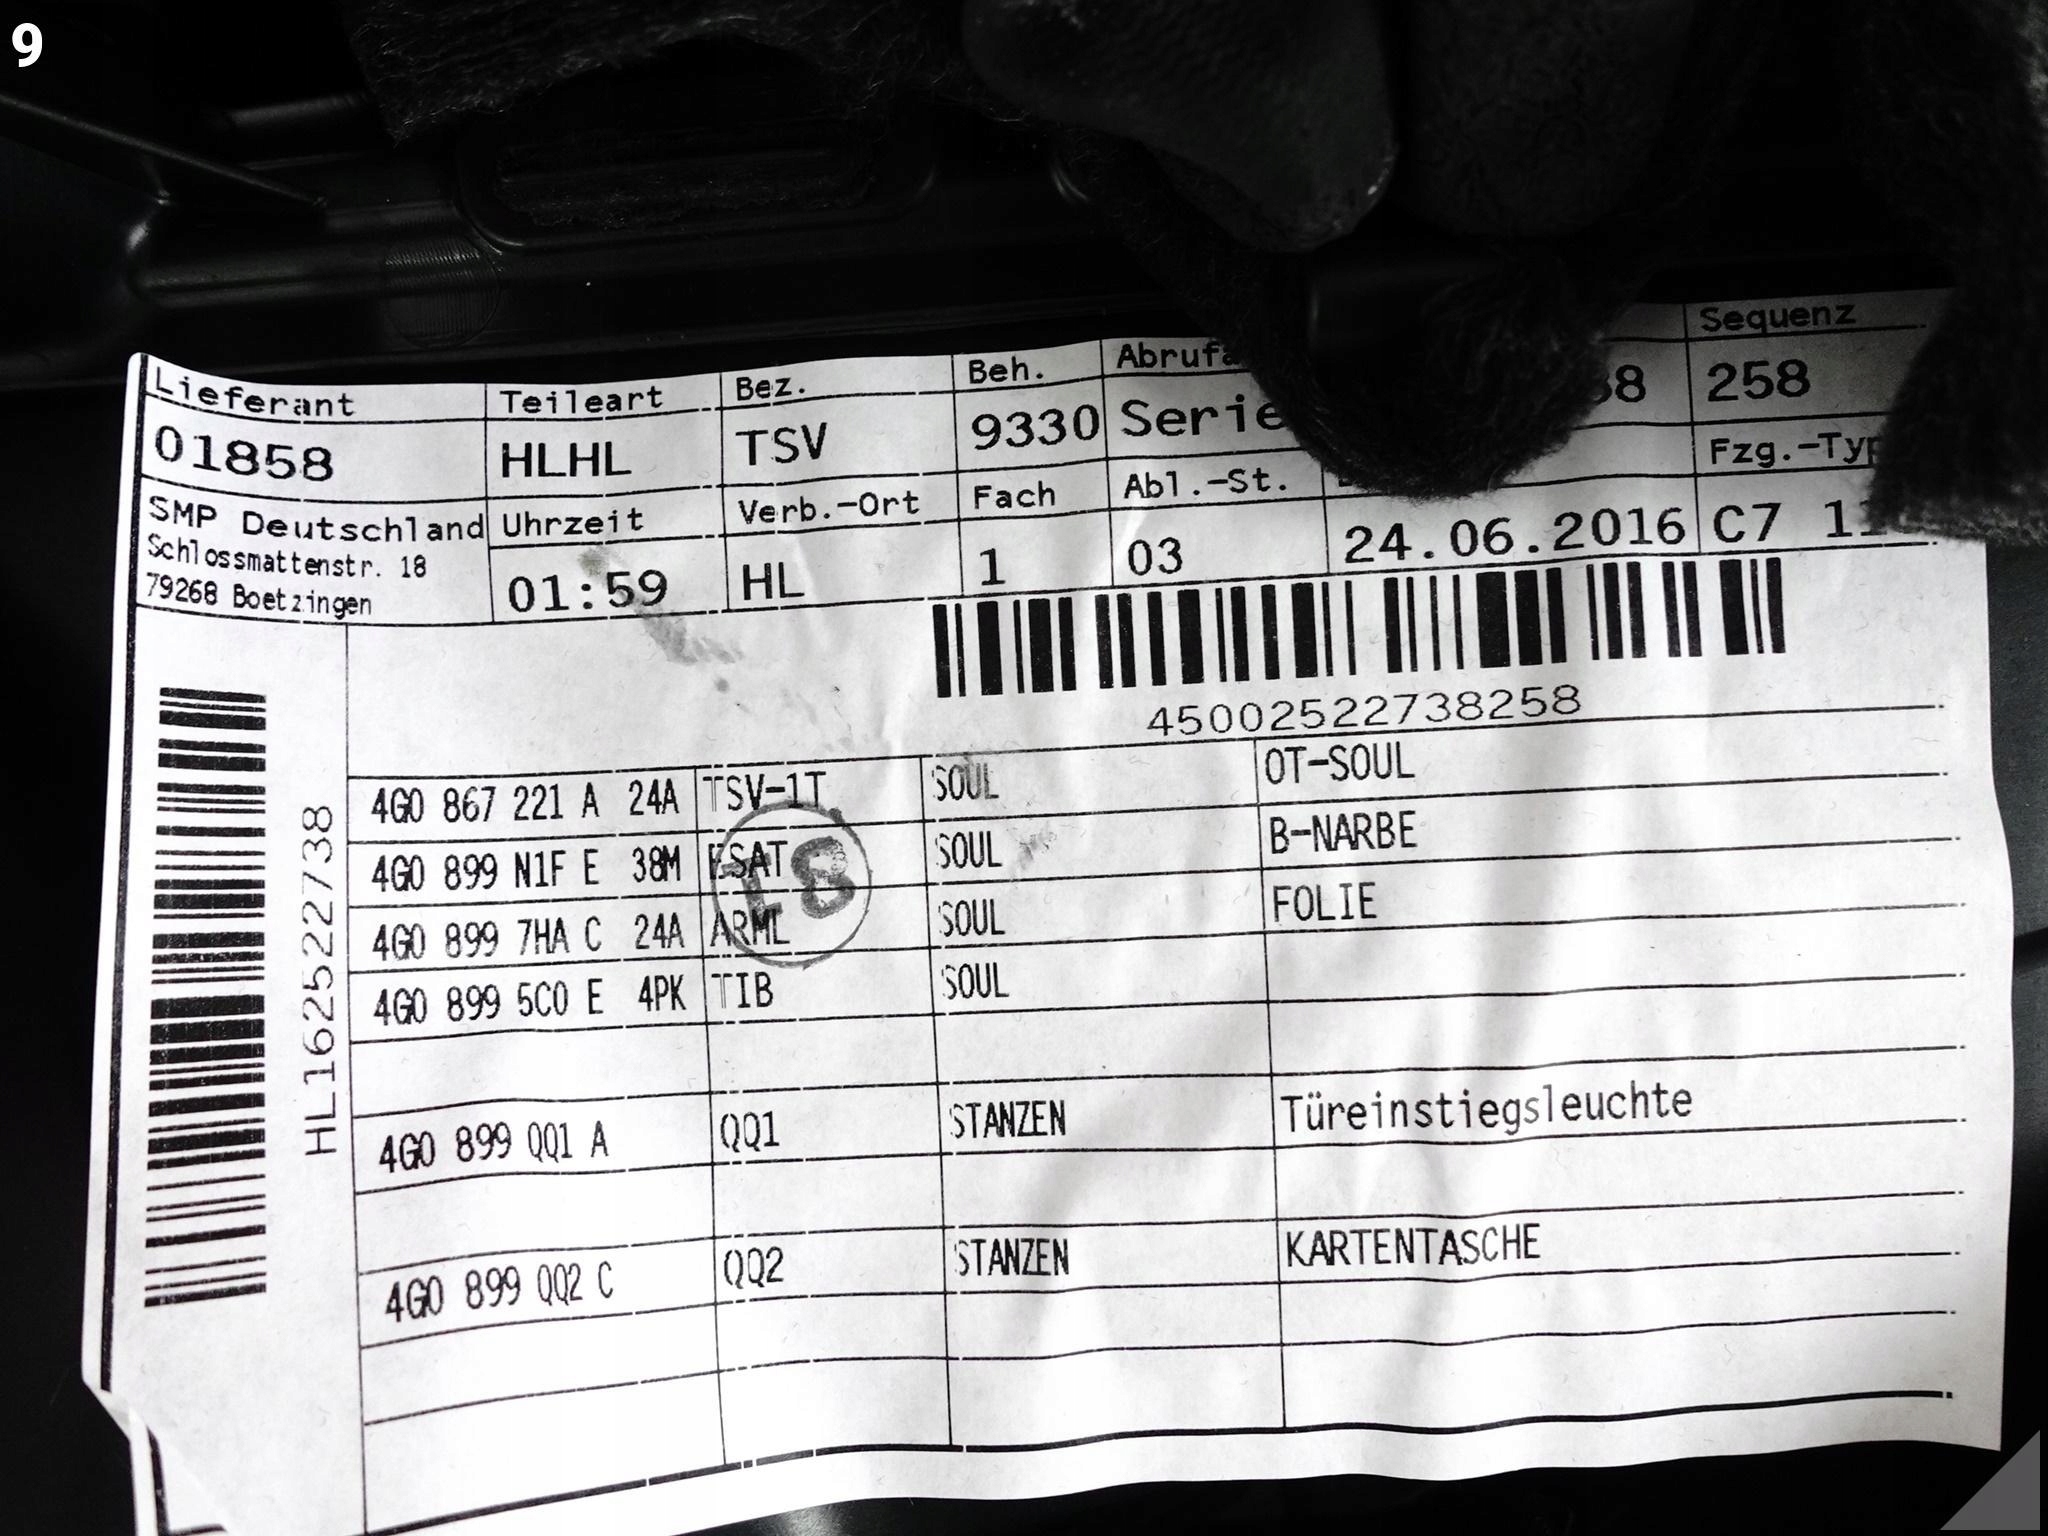 9
Lieferant Teileart Bez. Beh. Sequenz
01858 HLHL TSV 9330 Serie 258
SMP Deutschland Uhrzeit Verb.-Ort Fach Abl.-St.
Schlossmattenstr. 18
79268 Boetzingen 01:59 HL 1 03 24.06.2016 C7
45002522738258
HL162522738
4G0 867 221 A 24A TSV-1T SOUL OT-SOUL
4G0 899 N1F E 38M SOUL B-NARBE
4G0 899 7HA C 24A ARML SOUL FOLIE
4G0 899 5C0 E 4PK TIB SOUL
4G0 899 QQ1 A QQ1 STANZEN Türeinstiegsleuchte
4G0 899 QQ2 C QQ2 STANZEN KARTENTASCHE